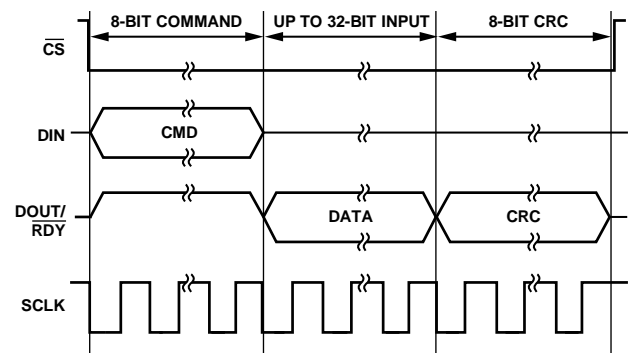 8-BIT COMMAND UP TO 32-BIT INPUT 8-BIT CRC
CS
DIN CMD
DOUT/
RDY DATA CRC
SCLK